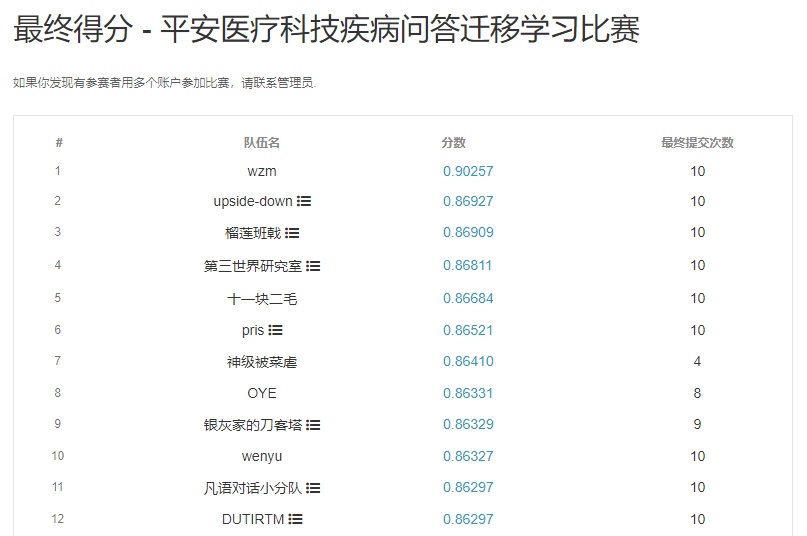 最终得分 - 平安医疗科技疾病问答迁移学习比赛
如果你发现有参赛者用多个账户参加比赛，请联系管理员.
# 队伍名 分数 最终提交次数
1 wzm 0.90257 10
2 upside-down 0.86927 10
3 榴莲班戟 0.86909 10
4 第三世界研究室 0.86811 10
5 十一块二毛 0.86684 10
6 pris 0.86521 10
7 神级被菜虐 0.86410 4
8 OYE 0.86331 8
9 银灰家的刀客塔 0.86329 9
10 wenyu 0.86327 10
11 凡语对话小分队 0.86297 10
12 DUTIRTM 0.86297 10